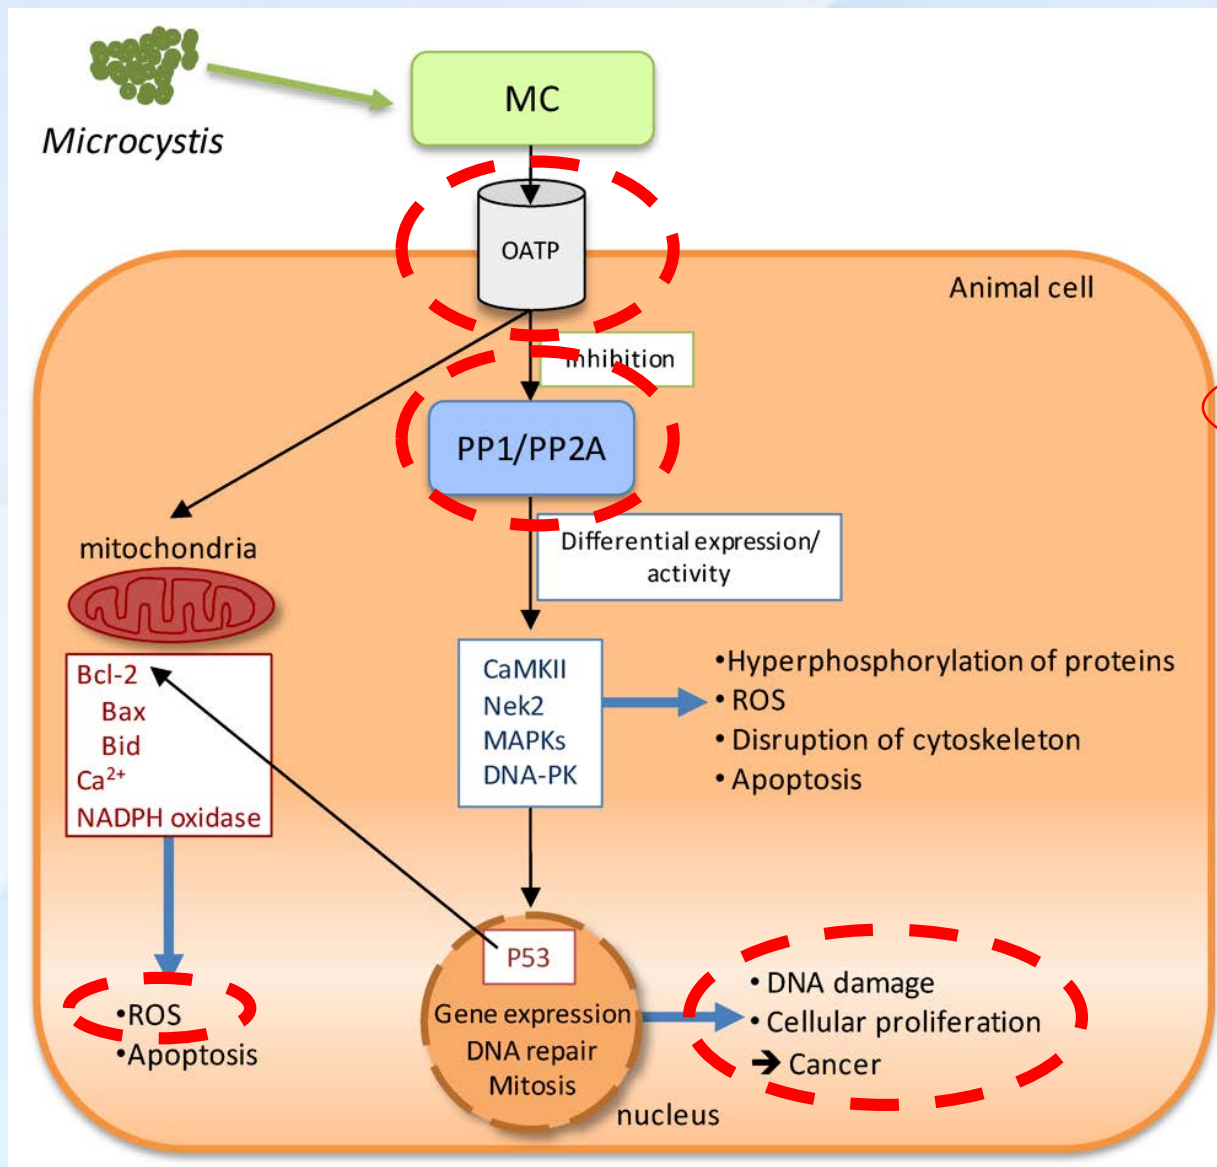 Microcystis
MC
OATP
Animal cell
Inhibition
PP1/PP2A
Differential expression/
activity
mitochondria
Bcl-2
Bax
Bid
Ca²⁺
NADPH oxidase
CaMKII
Nek2
MAPKs
DNA-PK
•Hyperphosphorylation of proteins
• ROS
• Disruption of cytoskeleton
• Apoptosis
•ROS
•Apoptosis
P53
Gene expression
DNA repair
Mitosis
nucleus
• DNA damage
• Cellular proliferation
➔ Cancer